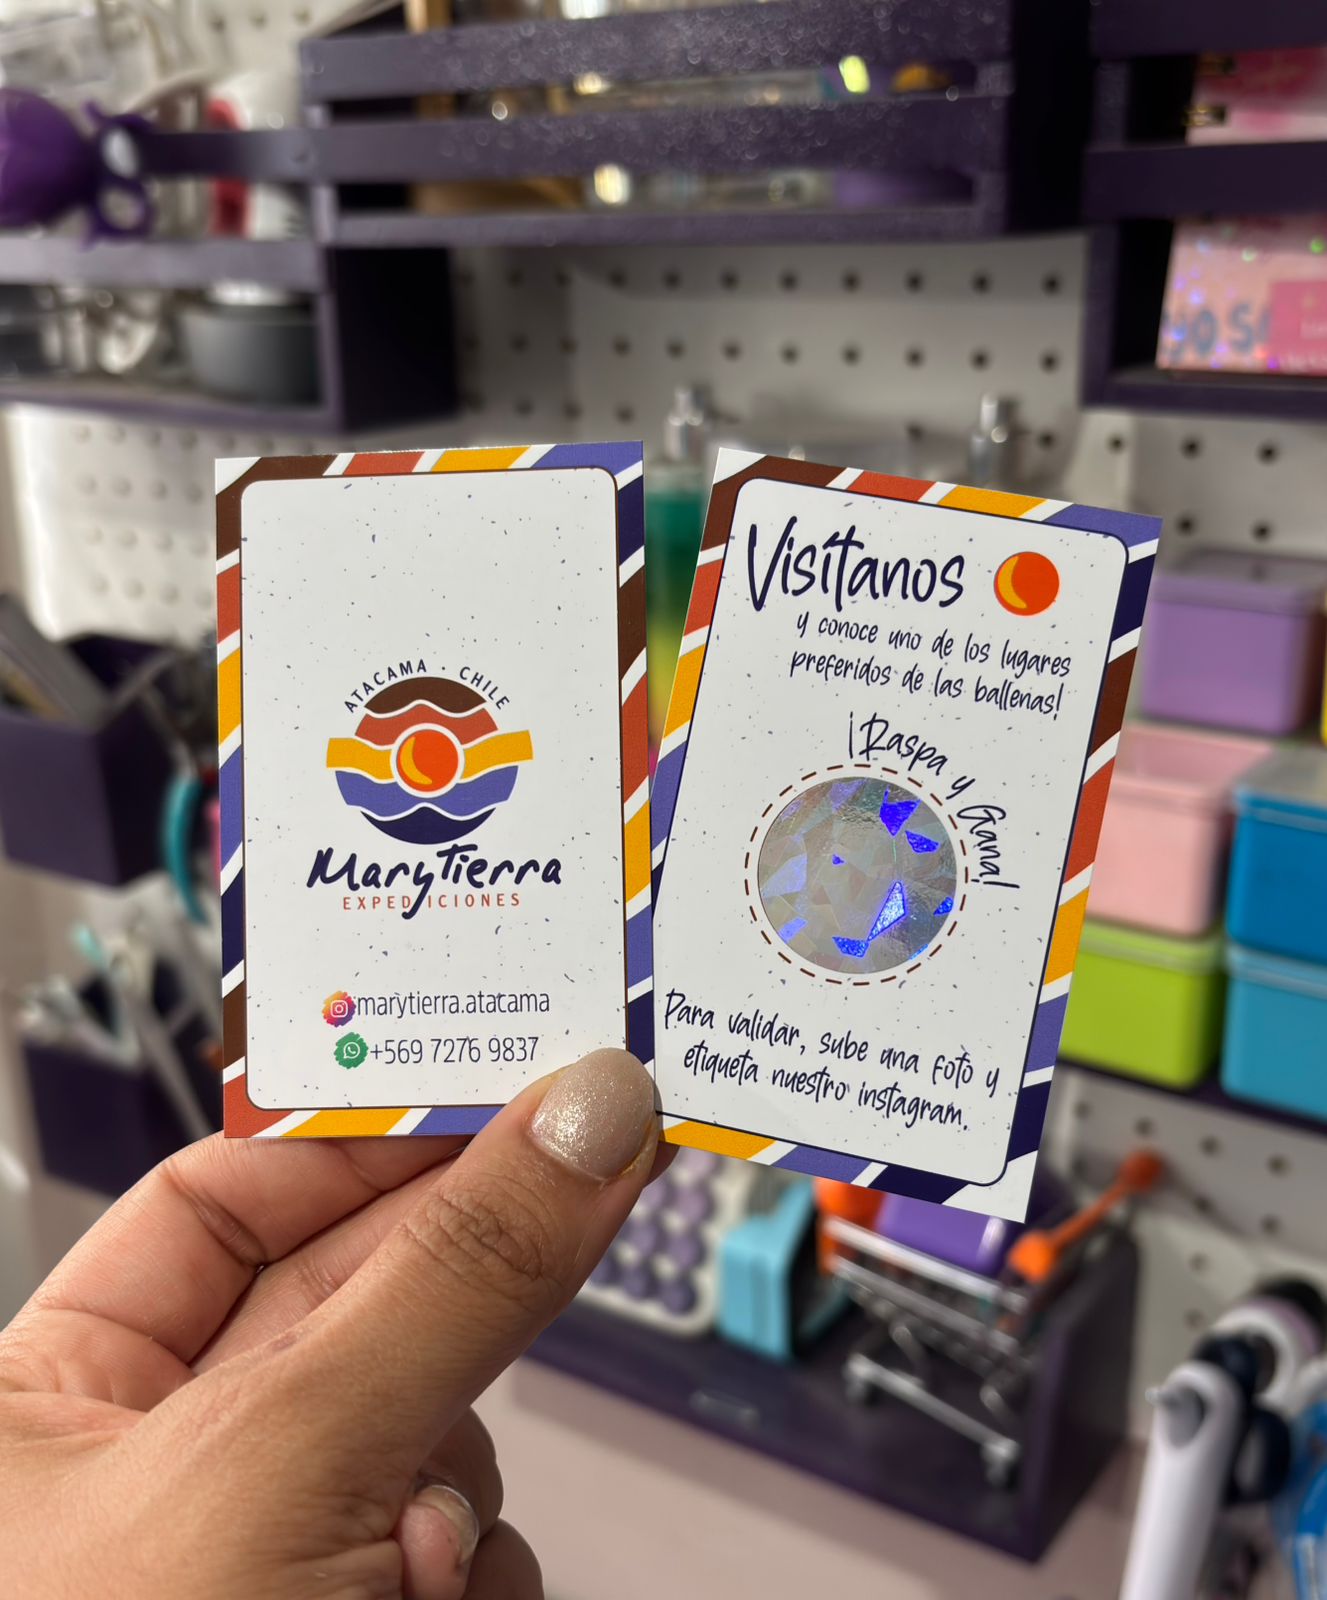 ATACAMA · CHILE
MaryTierra
EXPEDICIONES
marytierra.atacama
+569 7276 9837
Visítanos
y conoce uno de los lugares
preferidos de las ballenas!
¡Raspa y Gana!
Para validar, sube una foto y
etiqueta nuestro instagram.